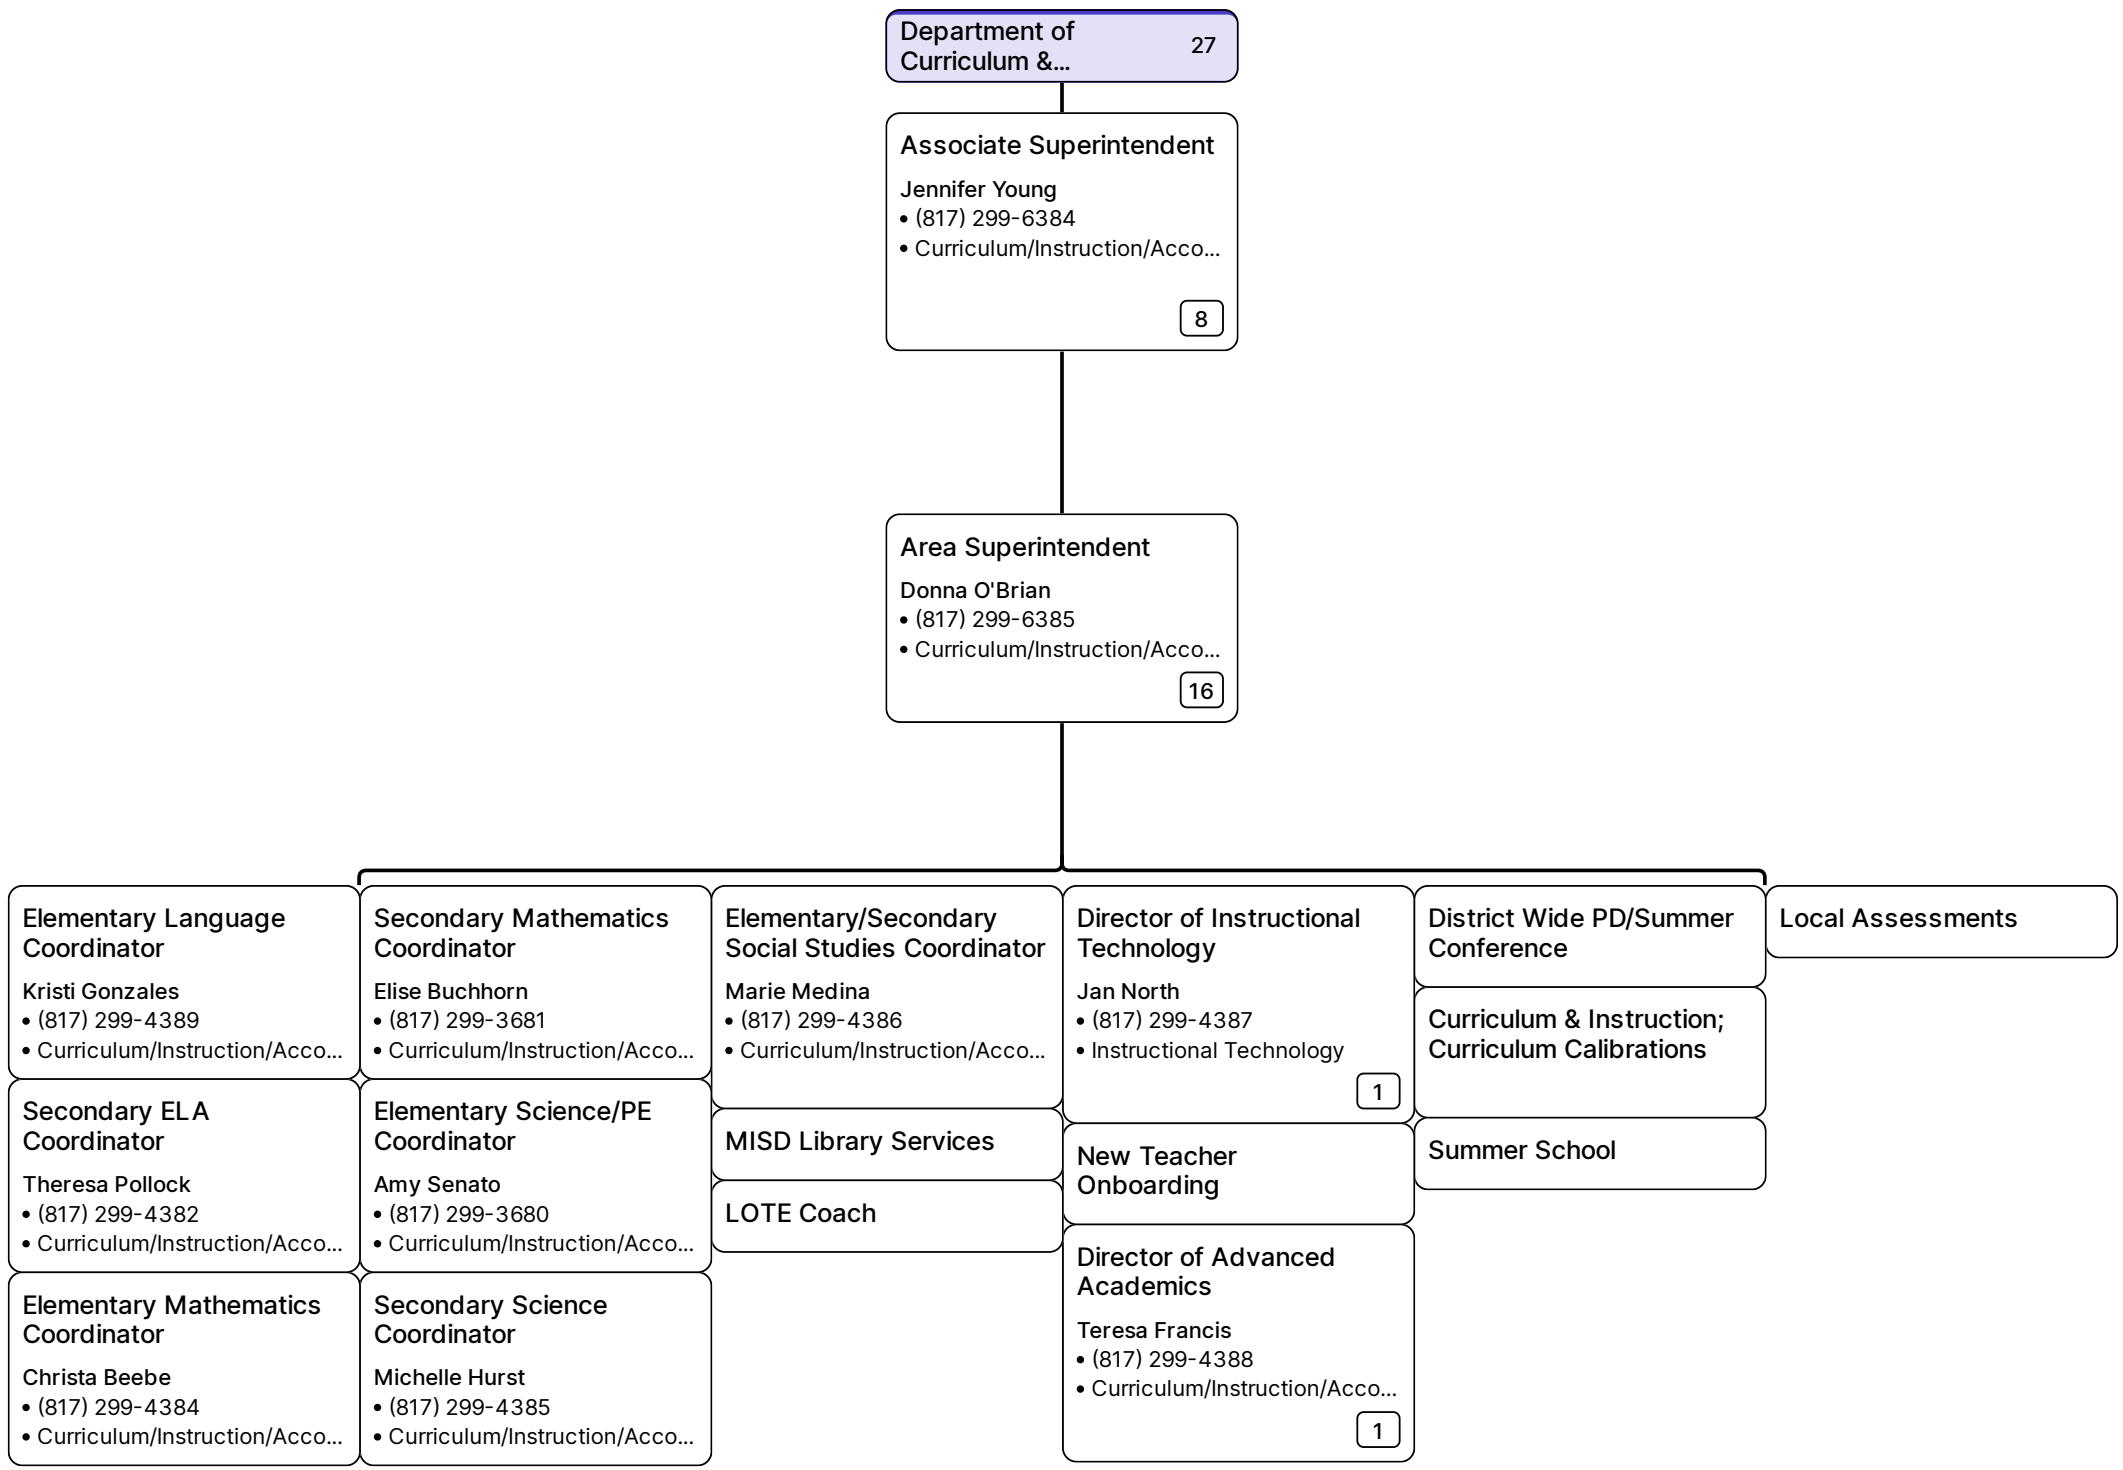 Department of
Curriculum &...
27
Associate Superintendent
Jennifer Young
• (817) 299-6384
• Curriculum/Instruction/Acco...
8
Area Superintendent
Donna O'Brian
• (817) 299-6385
• Curriculum/Instruction/Acco...
16
Elementary Language
Coordinator
Kristi Gonzales
• (817) 299-4389
• Curriculum/Instruction/Acco...
Secondary ELA
Coordinator
Theresa Pollock
• (817) 299-4382
• Curriculum/Instruction/Acco...
Elementary Mathematics
Coordinator
Christa Beebe
• (817) 299-4384
• Curriculum/Instruction/Acco...
Secondary Mathematics
Coordinator
Elise Buchhorn
• (817) 299-3681
• Curriculum/Instruction/Acco...
Elementary Science/PE
Coordinator
Amy Senato
• (817) 299-3680
• Curriculum/Instruction/Acco...
Secondary Science
Coordinator
Michelle Hurst
• (817) 299-4385
• Curriculum/Instruction/Acco...
Elementary/Secondary
Social Studies Coordinator
Marie Medina
• (817) 299-4386
• Curriculum/Instruction/Acco...
MISD Library Services
LOTE Coach
Director of Instructional
Technology
Jan North
• (817) 299-4387
• Instructional Technology
1
New Teacher
Onboarding
Director of Advanced
Academics
Teresa Francis
• (817) 299-4388
• Curriculum/Instruction/Acco...
1
District Wide PD/Summer
Conference
Curriculum & Instruction;
Curriculum Calibrations
Summer School
Local Assessments